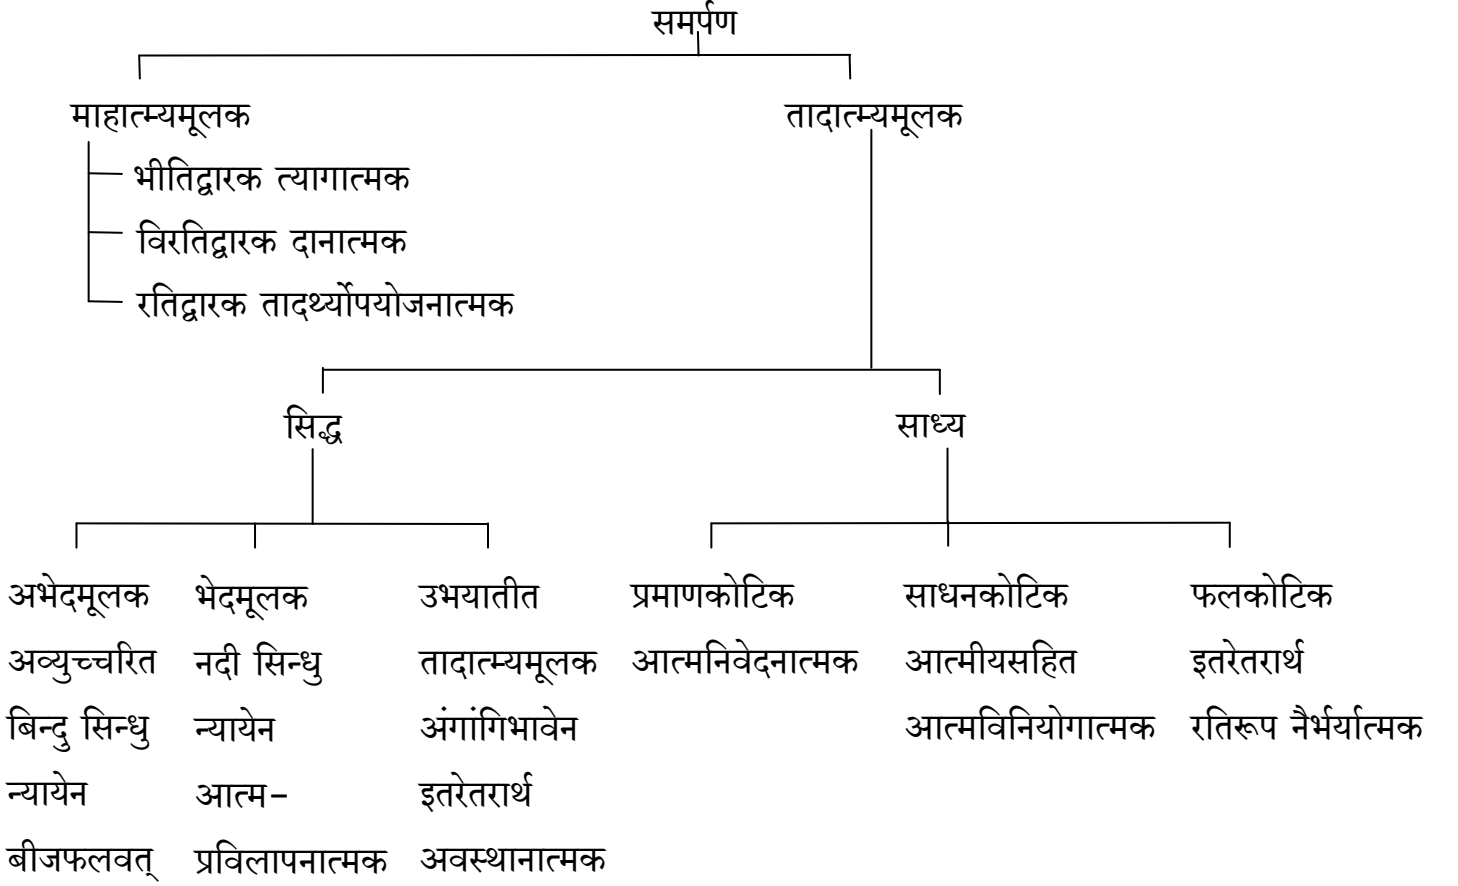 समर्पण
माहात्म्यमूलक
तादात्म्यमूलक
भीतिद्वारक त्यागात्मक
विरतिद्वारक दानात्मक
रतिद्वारक तादर्थ्योपयोजनात्मक
सिद्ध
साध्य
अभेदमूलक
अव्युच्चरित
बिन्दु सिन्धु
न्यायेन
बीजफलवत्
भेदमूलक
नदी सिन्धु
न्यायेन
आत्म-
प्रविलापनात्मक
उभयातीत
तादात्म्यमूलक
अंगांगिभावेन
इतरेतरार्थ
अवस्थानात्मक
प्रमाणकोटिक
आत्मनिवेदनात्मक
साधनकोटिक
आत्मीयसहित
आत्मविनियोगात्मक
फलकोटिक
इतरेतरार्थ
रतिरूप नैर्भर्यात्मक